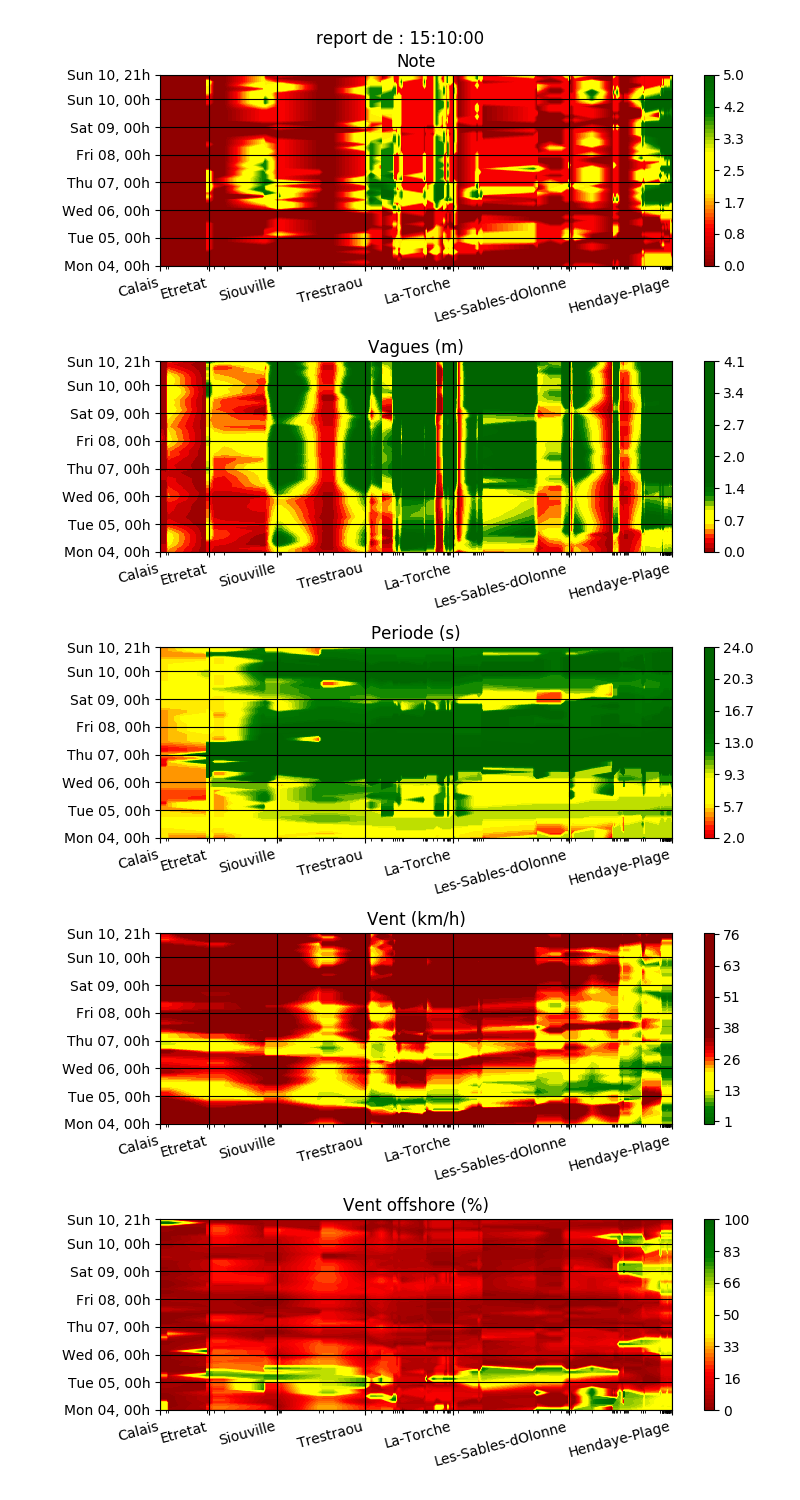 report de : 15:10:00
Note
Sun 10, 21h
Sun 10, 00h
Sat 09, 00h
Fri 08, 00h
Thu 07, 00h
Wed 06, 00h
Tue 05, 00h
Mon 04, 00h
Calais
Etretat
Siouville
Trestraou
La-Torche
Les-Sables-dOlonne
Hendaye-Plage
5.0
4.2
3.3
2.5
1.7
0.8
0.0
Vagues (m)
Sun 10, 21h
Sun 10, 00h
Sat 09, 00h
Fri 08, 00h
Thu 07, 00h
Wed 06, 00h
Tue 05, 00h
Mon 04, 00h
Calais
Etretat
Siouville
Trestraou
La-Torche
Les-Sables-dOlonne
Hendaye-Plage
4.1
3.4
2.7
2.0
1.4
0.7
0.0
Periode (s)
Sun 10, 21h
Sun 10, 00h
Sat 09, 00h
Fri 08, 00h
Thu 07, 00h
Wed 06, 00h
Tue 05, 00h
Mon 04, 00h
Calais
Etretat
Siouville
Trestraou
La-Torche
Les-Sables-dOlonne
Hendaye-Plage
24.0
20.3
16.7
13.0
9.3
5.7
2.0
Vent (km/h)
Sun 10, 21h
Sun 10, 00h
Sat 09, 00h
Fri 08, 00h
Thu 07, 00h
Wed 06, 00h
Tue 05, 00h
Mon 04, 00h
Calais
Etretat
Siouville
Trestraou
La-Torche
Les-Sables-dOlonne
Hendaye-Plage
76
63
51
38
26
13
1
Vent offshore (%)
Sun 10, 21h
Sun 10, 00h
Sat 09, 00h
Fri 08, 00h
Thu 07, 00h
Wed 06, 00h
Tue 05, 00h
Mon 04, 00h
Calais
Etretat
Siouville
Trestraou
La-Torche
Les-Sables-dOlonne
Hendaye-Plage
100
83
66
50
33
16
0